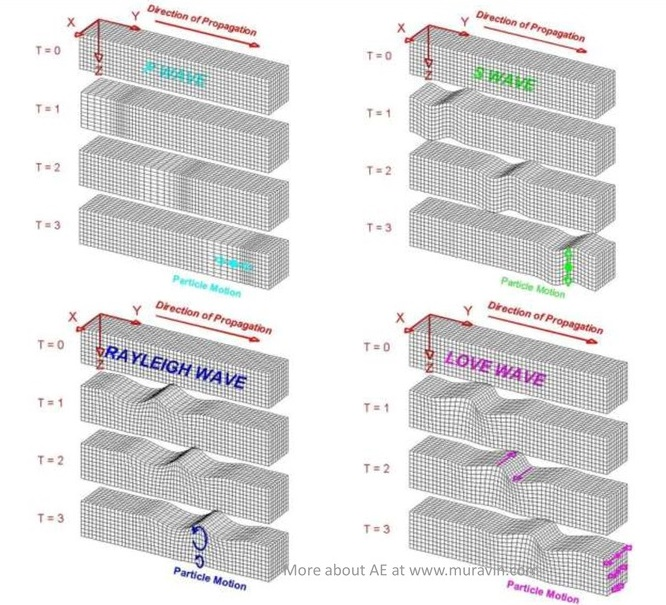 Direction of Propagation
X
Y
Z
T = 0
P WAVE
T = 1
T = 2
T = 3
Particle Motion
Direction of Propagation
X
Y
Z
T = 0
S WAVE
T = 1
T = 2
T = 3
Particle Motion
Direction of Propagation
X
Y
Z
T = 0
RAYLEIGH WAVE
T = 1
T = 2
T = 3
Particle Motion
Direction of Propagation
X
Y
Z
T = 0
LOVE WAVE
T = 1
T = 2
T = 3
Particle Motion
More about AE at www.muravin.com